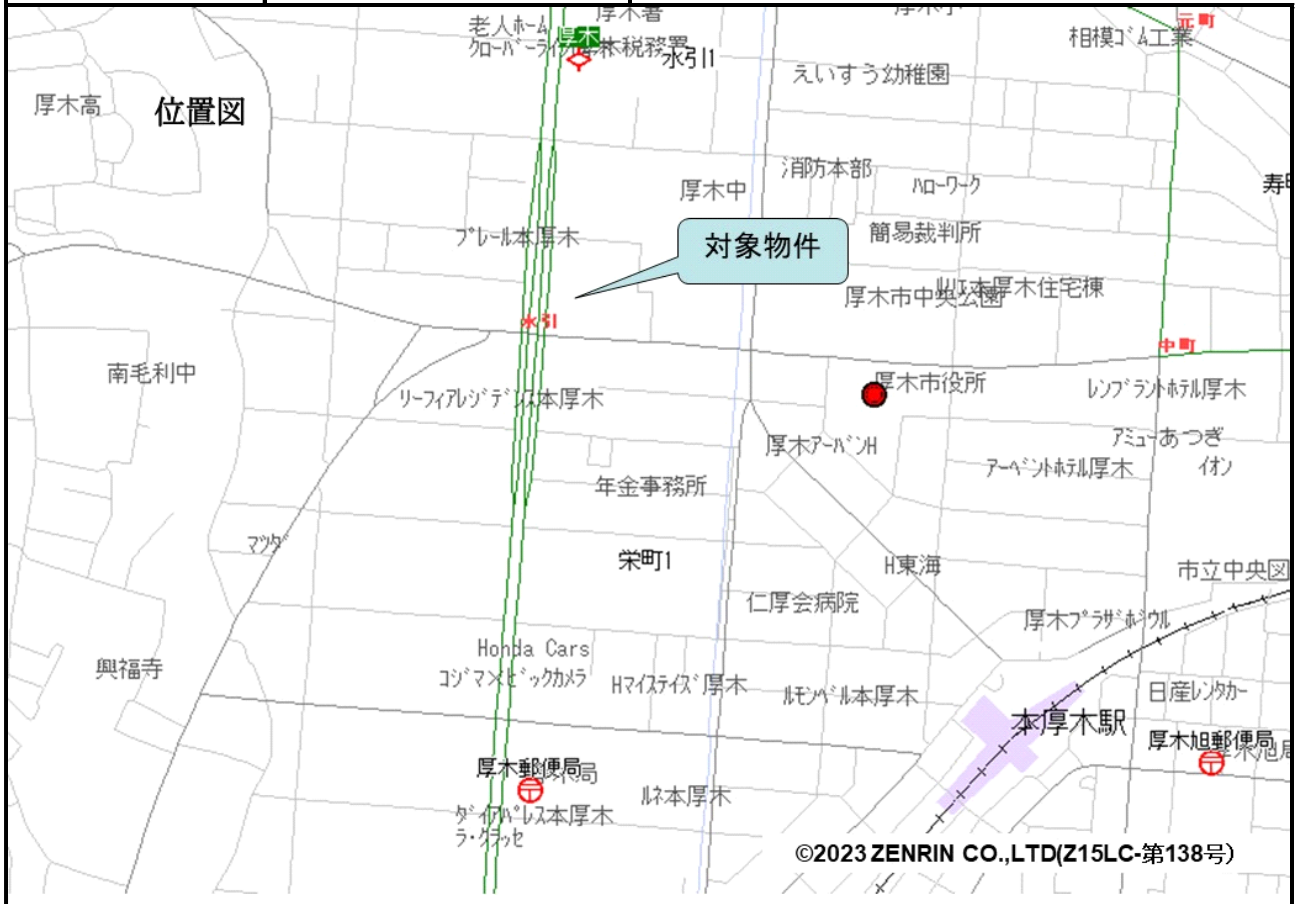 老人ホーム
厚木署
元町
クローバーライフ
厚木
税務署
水引1
相模ゴム工業
えいすう幼稚園
厚木高
位置図
消防本部
ハローワーク
厚木中
プレール本厚木
対象物件
簡易裁判所
本厚木住宅棟
厚木市中央公園
水引
中町
南毛利中
厚木市役所
レンブラントホテル厚木
リーフィアレジデンス本厚木
アミューあつぎ
厚木アーバンH
アーベントホテル厚木
イオン
年金事務所
マツダ
栄町1
H東海
市立中央図
仁厚会病院
厚木プラザボウル
Honda Cars
興福寺
コジマ×ビックカメラ
Hマイステイズ厚木
ルモンベル本厚木
日産レンタカー
本厚木駅
厚木旭郵便局
厚木郵便局
ルネ本厚木
ダイアパレス本厚木
ラ・クラッセ
©2023 ZENRIN CO.,LTD(Z15LC-第138号)